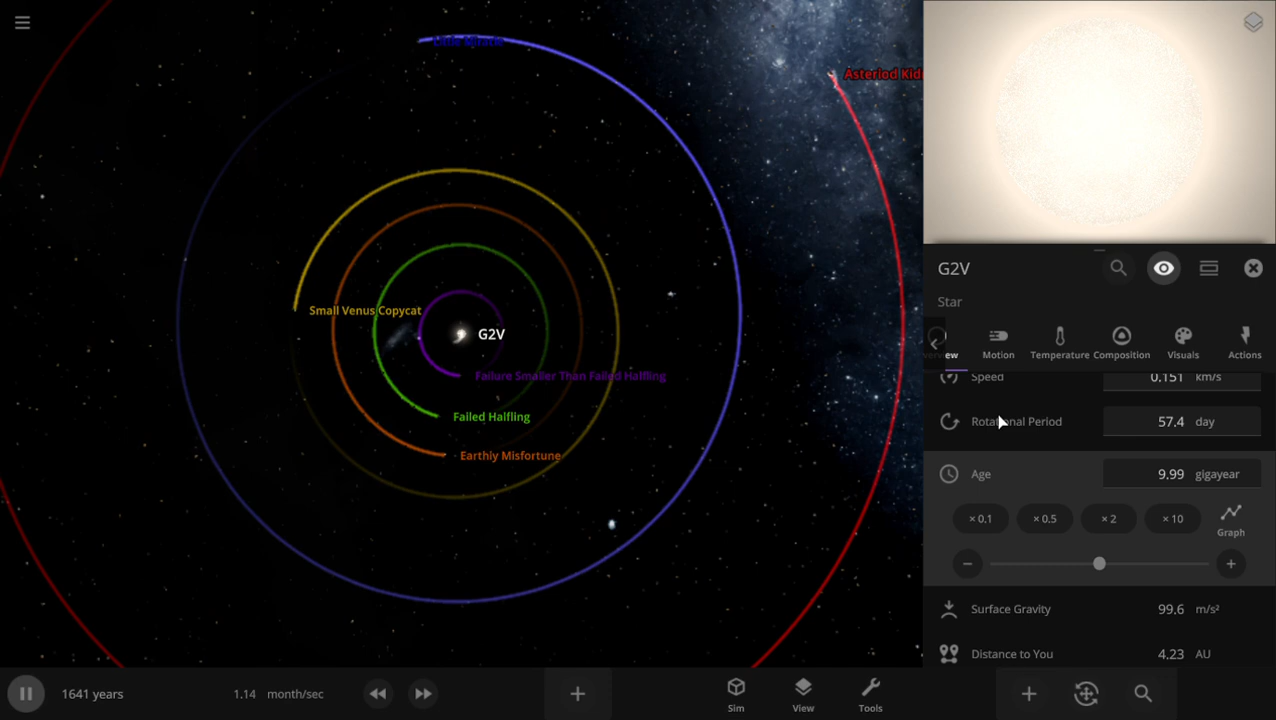 Little Miracle
Asteriod Kid
G2V
Star
Small Venus Copycat
G2V
Motion
Temperature
Composition
Visuals
Actions
Failure Smaller Than Failed Halfling
Speed 0.151 km/s
Failed Halfling
Rotational Period 57.4 day
Earthly Misfortune
Age 9.99 gigayear
× 0.1 × 0.5 × 2 × 10 Graph
Surface Gravity 99.6 m/s²
Distance to You 4.23 AU
1641 years
1.14 month/sec
Sim
View
Tools